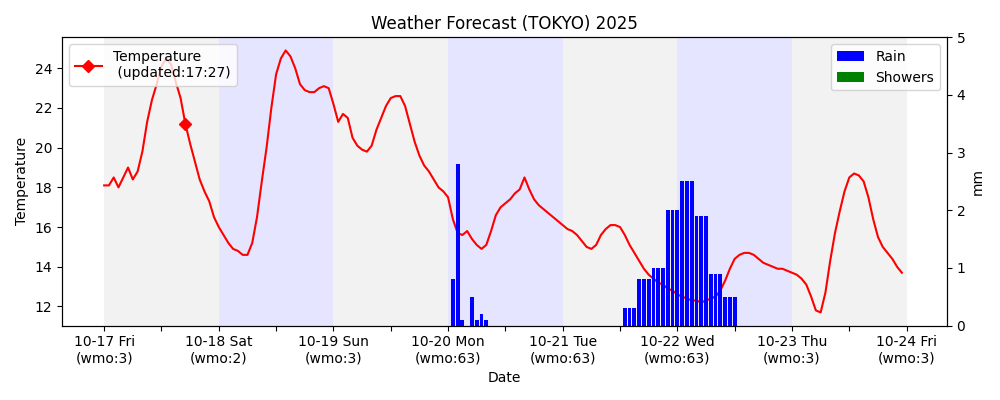 Weather Forecast (TOKYO) 2025
Temperature
(updated:17:27)
Rain
Showers
Temperature
24
22
20
18
16
14
12
5
4
3
2
1
0
mm
10-17 Fri
(wmo:3)
10-18 Sat
(wmo:2)
10-19 Sun
(wmo:3)
10-20 Mon
(wmo:63)
10-21 Tue
(wmo:63)
10-22 Wed
(wmo:63)
10-23 Thu
(wmo:3)
10-24 Fri
(wmo:3)
Date